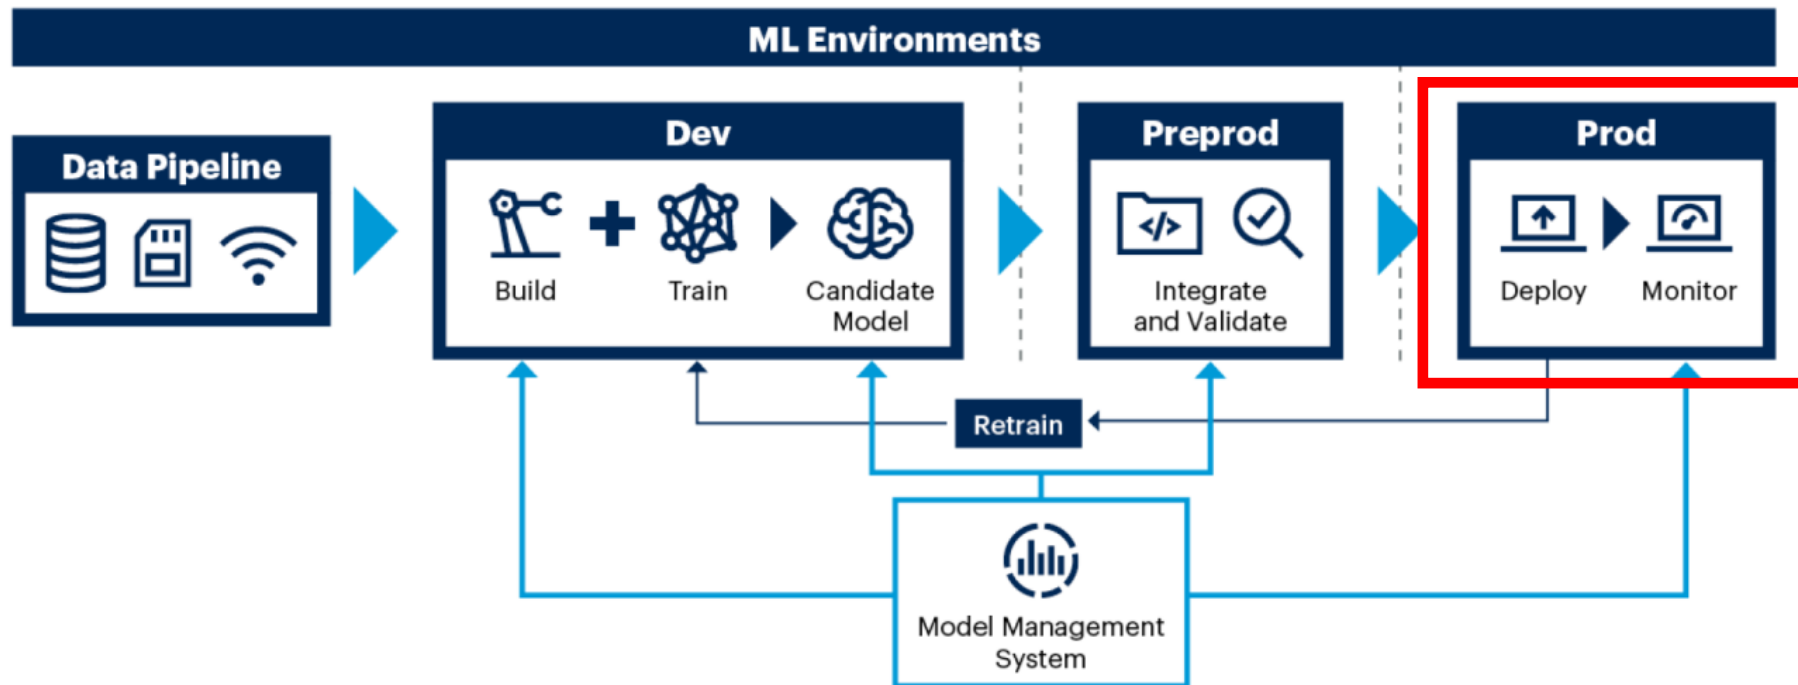 ML Environments
Data Pipeline
Dev
Build
Train
Candidate
Model
Preprod
</>
Integrate
and Validate
Prod
Deploy
Monitor
Retrain
Model Management
System